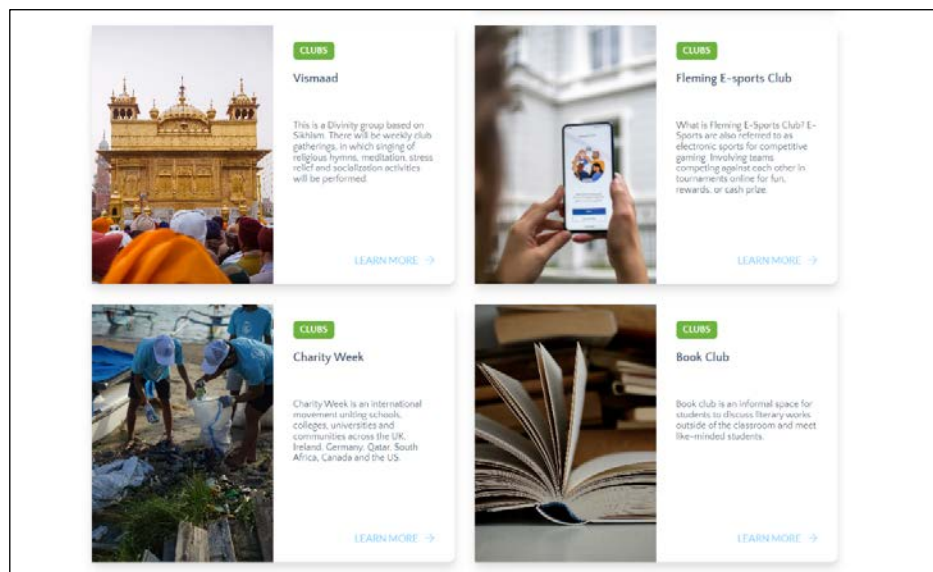 CLUBS
Vismaad
This is a Divinity group based on
Sikhism. There will be weekly club
gatherings, in which singing of
religious hymns, meditation, stress
relief and socialization activities
will be performed.
LEARN MORE →
CLUBS
Fleming E-sports Club
What is Fleming E-Sports Club? E-
Sports are also referred to as
electronic sports for competitive
gaming. Involving teams
competing against each other in
tournaments online for fun,
rewards, or cash prize.
LEARN MORE →
CLUBS
Charity Week
Charity Week is an international
movement uniting schools,
colleges, universities and
communities across the UK,
Ireland, Germany, Qatar, South
Africa, Canada and the US.
LEARN MORE →
CLUBS
Book Club
Book club is an informal space for
students to discuss literary works
outside of the classroom and meet
like-minded students.
LEARN MORE →